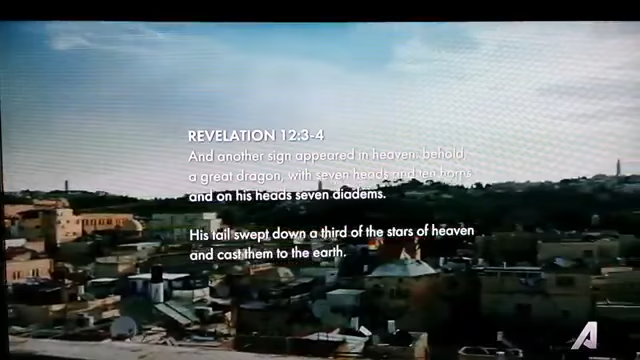 REVELATION 12:3-4
And another sign appeared in heaven: behold,
a great dragon, with seven heads and ten horns
and on his heads seven diadems.
His tail swept down a third of the stars of heaven
and cast them to the earth.
A